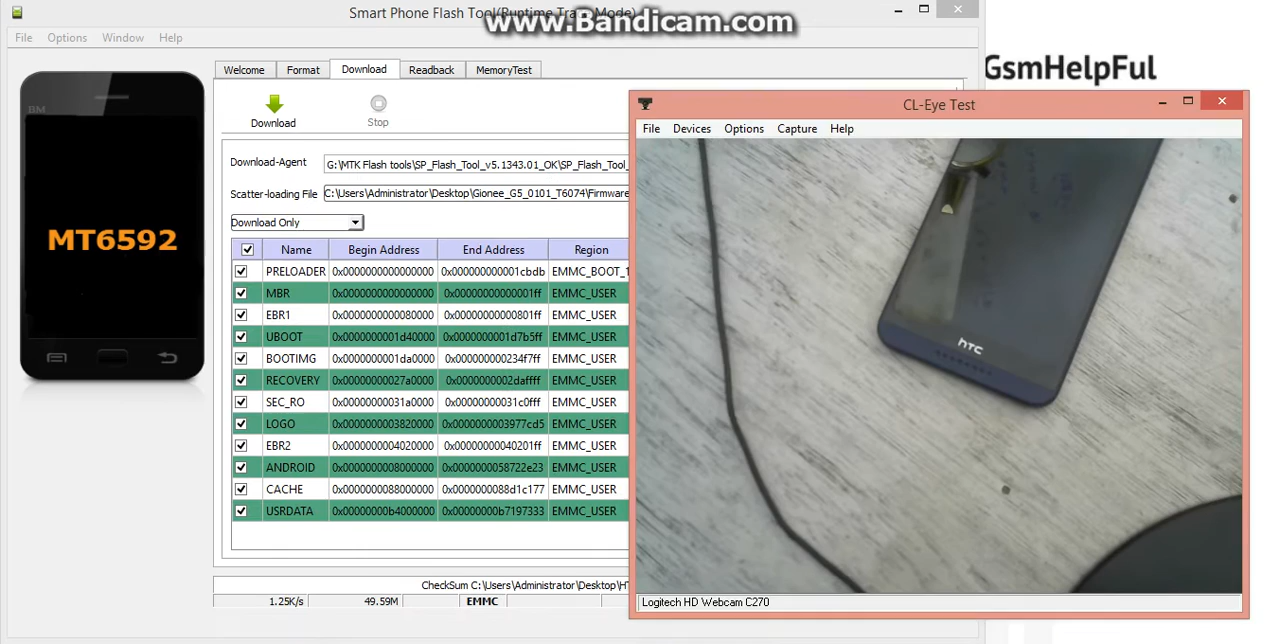 Smart Phone Flash Tool(Runtime Trace Mode)
www.Bandicam.com
File Options Window Help
GsmHelpFul
Welcome Format Download Readback MemoryTest
CL-Eye Test
Download Stop
File Devices Options Capture Help
BM
MT6592
Download-Agent G:\MTK Flash tools\SP_Flash_Tool_v5.1343.01_OK\SP_Flash_Tool_
Scatter-loading File C:\Users\Administrator\Desktop\Gionee_G5_0101_T6074\Firmware
Download Only
Name Begin Address End Address Region
PRELOADER 0x0000000000000000 0x000000000001cbdb EMMC_BOOT_1
MBR 0x0000000000000000 0x00000000000001ff EMMC_USER
EBR1 0x0000000000080000 0x00000000000801ff EMMC_USER
UBOOT 0x0000000001d40000 0x0000000001d7b5ff EMMC_USER
BOOTIMG 0x0000000001da0000 0x000000000234f7ff EMMC_USER
RECOVERY 0x00000000027a0000 0x0000000002daffff EMMC_USER
SEC_RO 0x00000000031a0000 0x00000000031c0fff EMMC_USER
LOGO 0x0000000003820000 0x0000000003977cd5 EMMC_USER
EBR2 0x0000000004020000 0x00000000040201ff EMMC_USER
ANDROID 0x0000000008000000 0x0000000058722e23 EMMC_USER
CACHE 0x0000000088000000 0x0000000088d1c177 EMMC_USER
USRDATA 0x00000000b4000000 0x00000000b7197333 EMMC_USER
hTC
CheckSum C:\Users\Administrator\Desktop\HT
1.25K/s 49.59M EMMC
Logitech HD Webcam C270